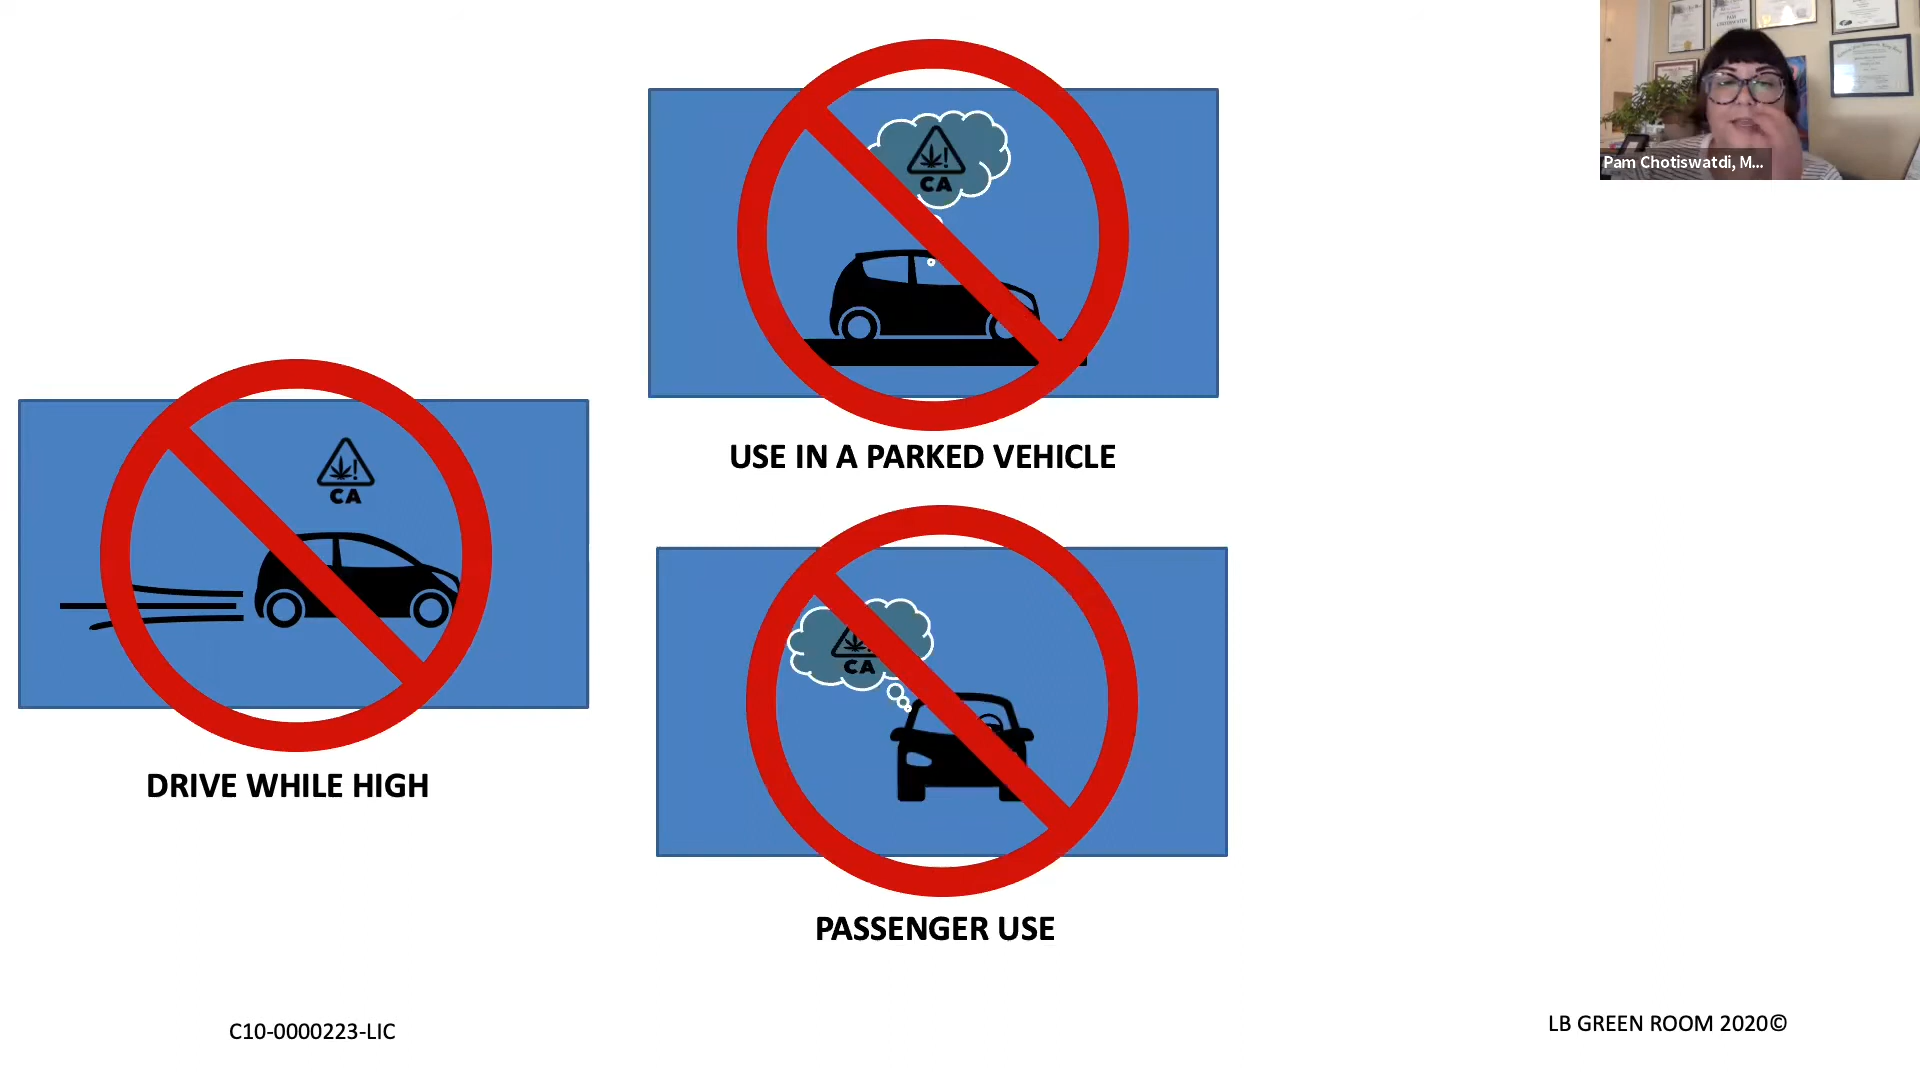 CA
USE IN A PARKED VEHICLE
CA
DRIVE WHILE HIGH
CA
PASSENGER USE
C10-0000223-LIC
LB GREEN ROOM 2020©
Pam Chotiswatdi, M...